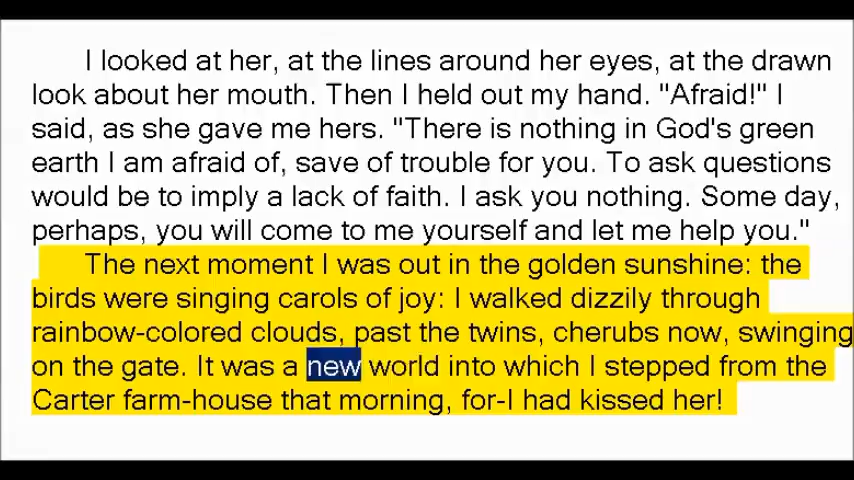 I looked at her, at the lines around her eyes, at the drawn
look about her mouth. Then I held out my hand. "Afraid!" I
said, as she gave me hers. "There is nothing in God's green
earth I am afraid of, save of trouble for you. To ask questions
would be to imply a lack of faith. I ask you nothing. Some day,
perhaps, you will come to me yourself and let me help you."
The next moment I was out in the golden sunshine: the
birds were singing carols of joy: I walked dizzily through
rainbow-colored clouds, past the twins, cherubs now, swinging
on the gate. It was a new world into which I stepped from the
Carter farm-house that morning, for-I had kissed her!